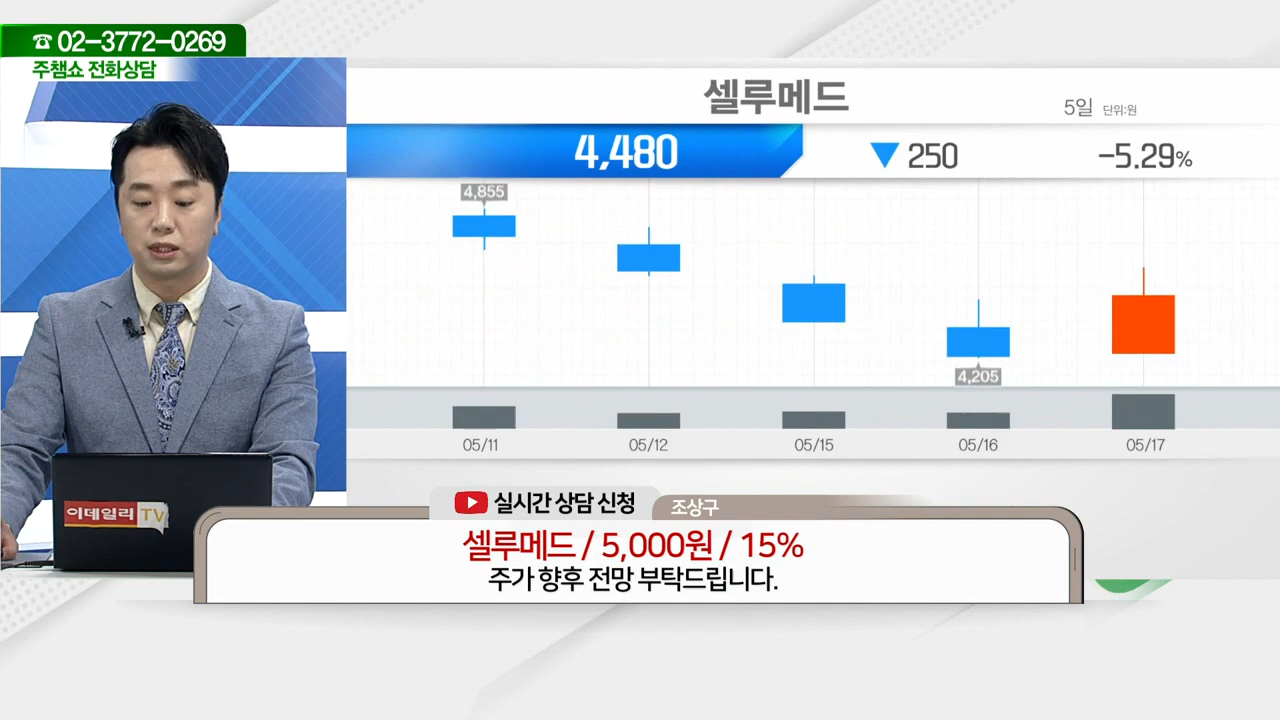 ☎ 02-3772-0269
주챔쇼 전화상담
셀루메드
5일 단위:원
4,480 ▼ 250 -5.29%
4,855
4,205
05/11 05/12 05/15 05/16 05/17
이데일리 TV
실시간 상담 신청 조상구
셀루메드 / 5,000원 / 15%
주가 향후 전망 부탁드립니다.